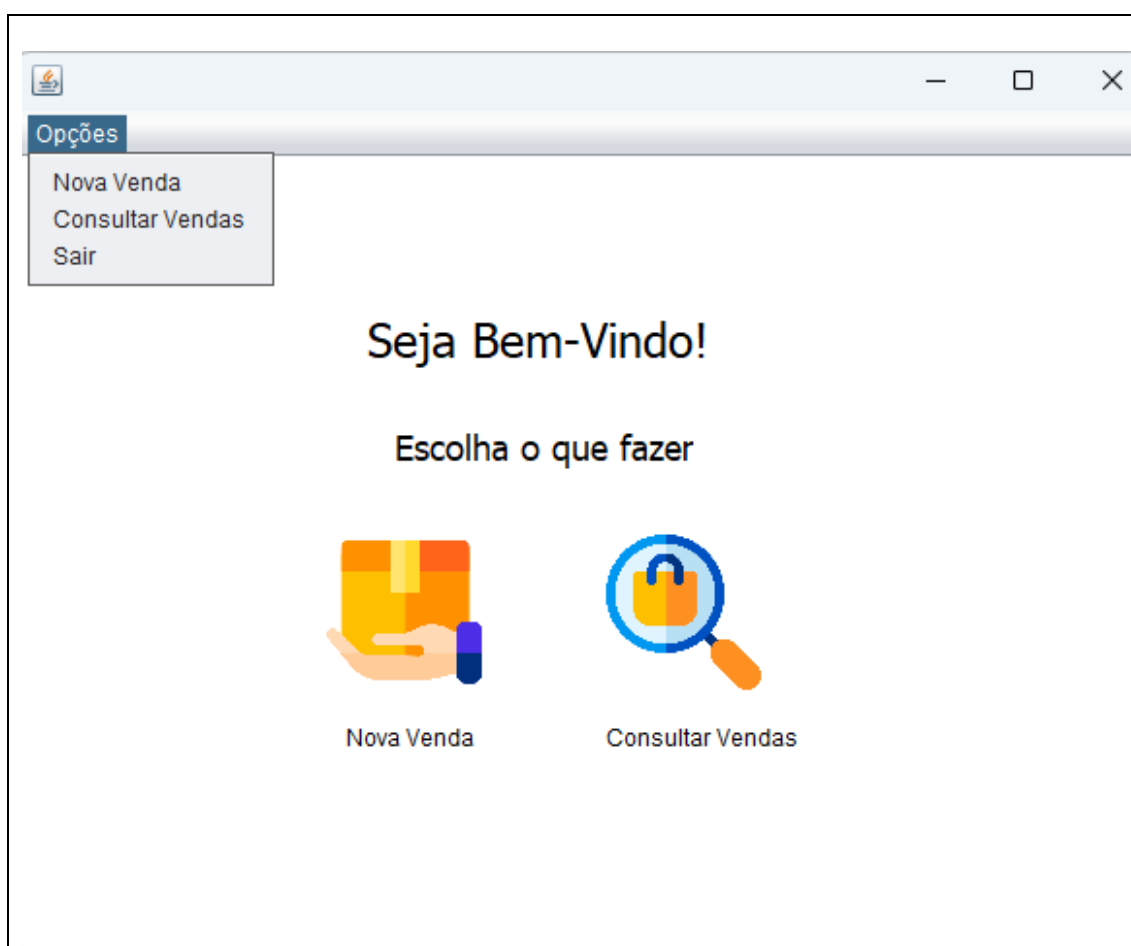 Opções
Nova Venda
Consultar Vendas
Sair
Seja Bem-Vindo!
Escolha o que fazer
Nova Venda
Consultar Vendas